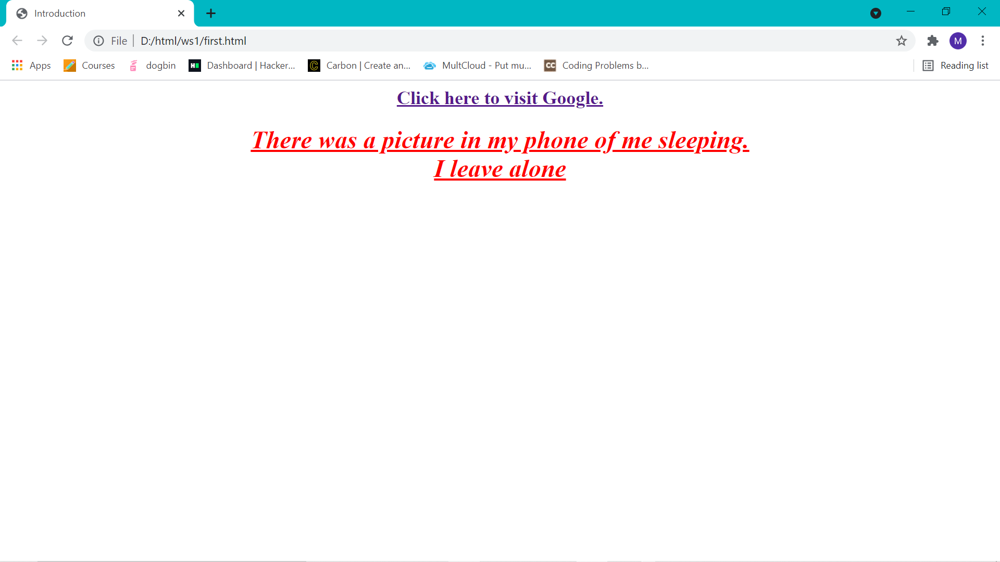 Introduction
File D:/html/ws1/first.html
M
Apps Courses dogbin Dashboard | Hacker... Carbon | Create an... MultCloud - Put mu... CC Coding Problems b... Reading list
Click here to visit Google.
There was a picture in my phone of me sleeping.
I leave alone